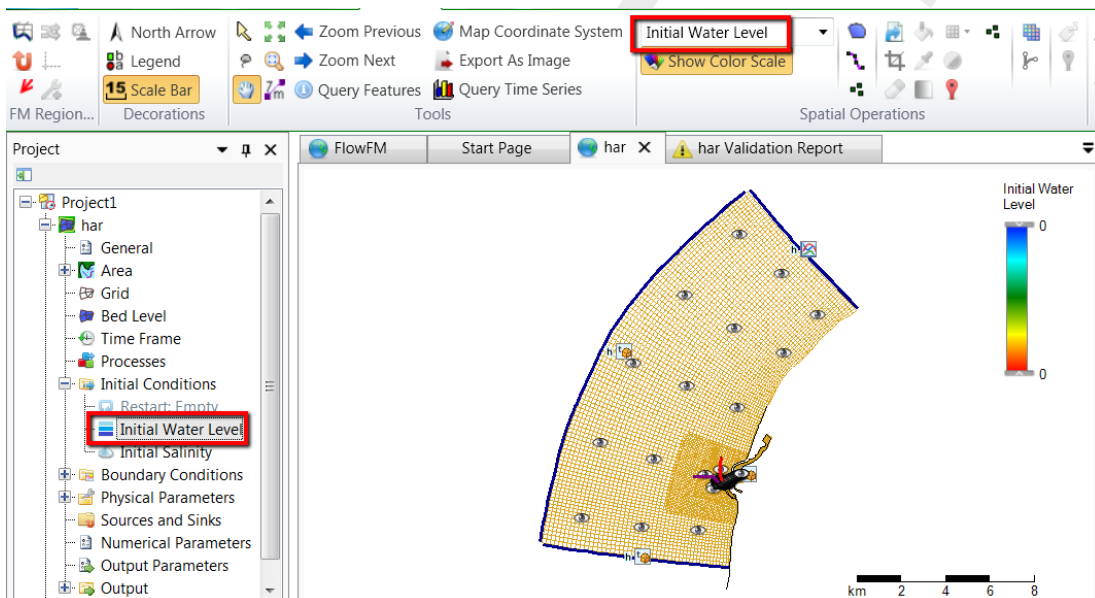 North Arrow
Legend
15 Scale Bar
FM Region...
Decorations
Zoom Previous
Zoom Next
Query Features
Map Coordinate System
Export As Image
Query Time Series
Tools
Initial Water Level
Show Color Scale
Spatial Operations
Project
FlowFM
Start Page
har
har Validation Report
Project1
har
General
Area
Grid
Bed Level
Time Frame
Processes
Initial Conditions
Restart: Empty
Initial Water Level
Initial Salinity
Boundary Conditions
Physical Parameters
Sources and Sinks
Numerical Parameters
Output Parameters
Output
h
h
h
Initial Water
Level
0
0
km 2 4 6 8